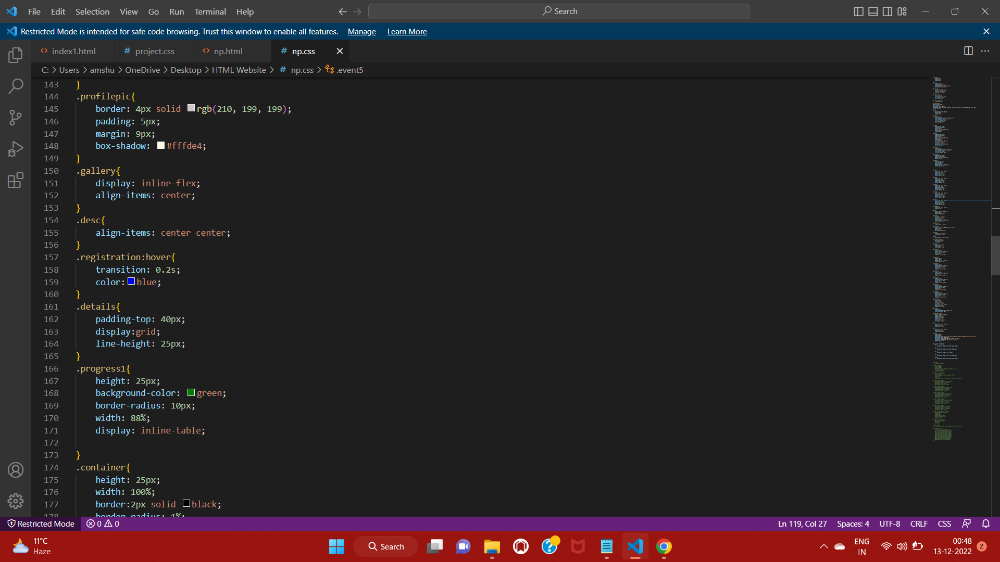 File Edit Selection View Go Run Terminal Help Search
Restricted Mode is intended for safe code browsing. Trust this window to enable all features. Manage Learn More
index1.html project.css np.html np.css
C: > Users > amshu > OneDrive > Desktop > HTML Website > # np.css > .event5
143 }
144 .profilepic{
145 border: 4px solid rgb(210, 199, 199);
146 padding: 5px;
147 margin: 9px;
148 box-shadow: #fffde4;
149 }
150 .gallery{
151 display: inline-flex;
152 align-items: center;
153 }
154 .desc{
155 align-items: center center;
156 }
157 .registration:hover{
158 transition: 0.2s;
159 color: blue;
160 }
161 .details{
162 padding-top: 40px;
163 display:grid;
164 line-height: 25px;
165 }
166 .progress1{
167 height: 25px;
168 background-color: green;
169 border-radius: 10px;
170 width: 88%;
171 display: inline-table;
172
173 }
174 .container{
175 height: 25px;
176 width: 100%;
177 border:2px solid black;
178 border-radius: 1%;
Restricted Mode 0 0 Ln 119, Col 27 Spaces: 4 UTF-8 CRLF CSS
11°C
Haze
Search
ENG
IN
00:48
13-12-2022
2